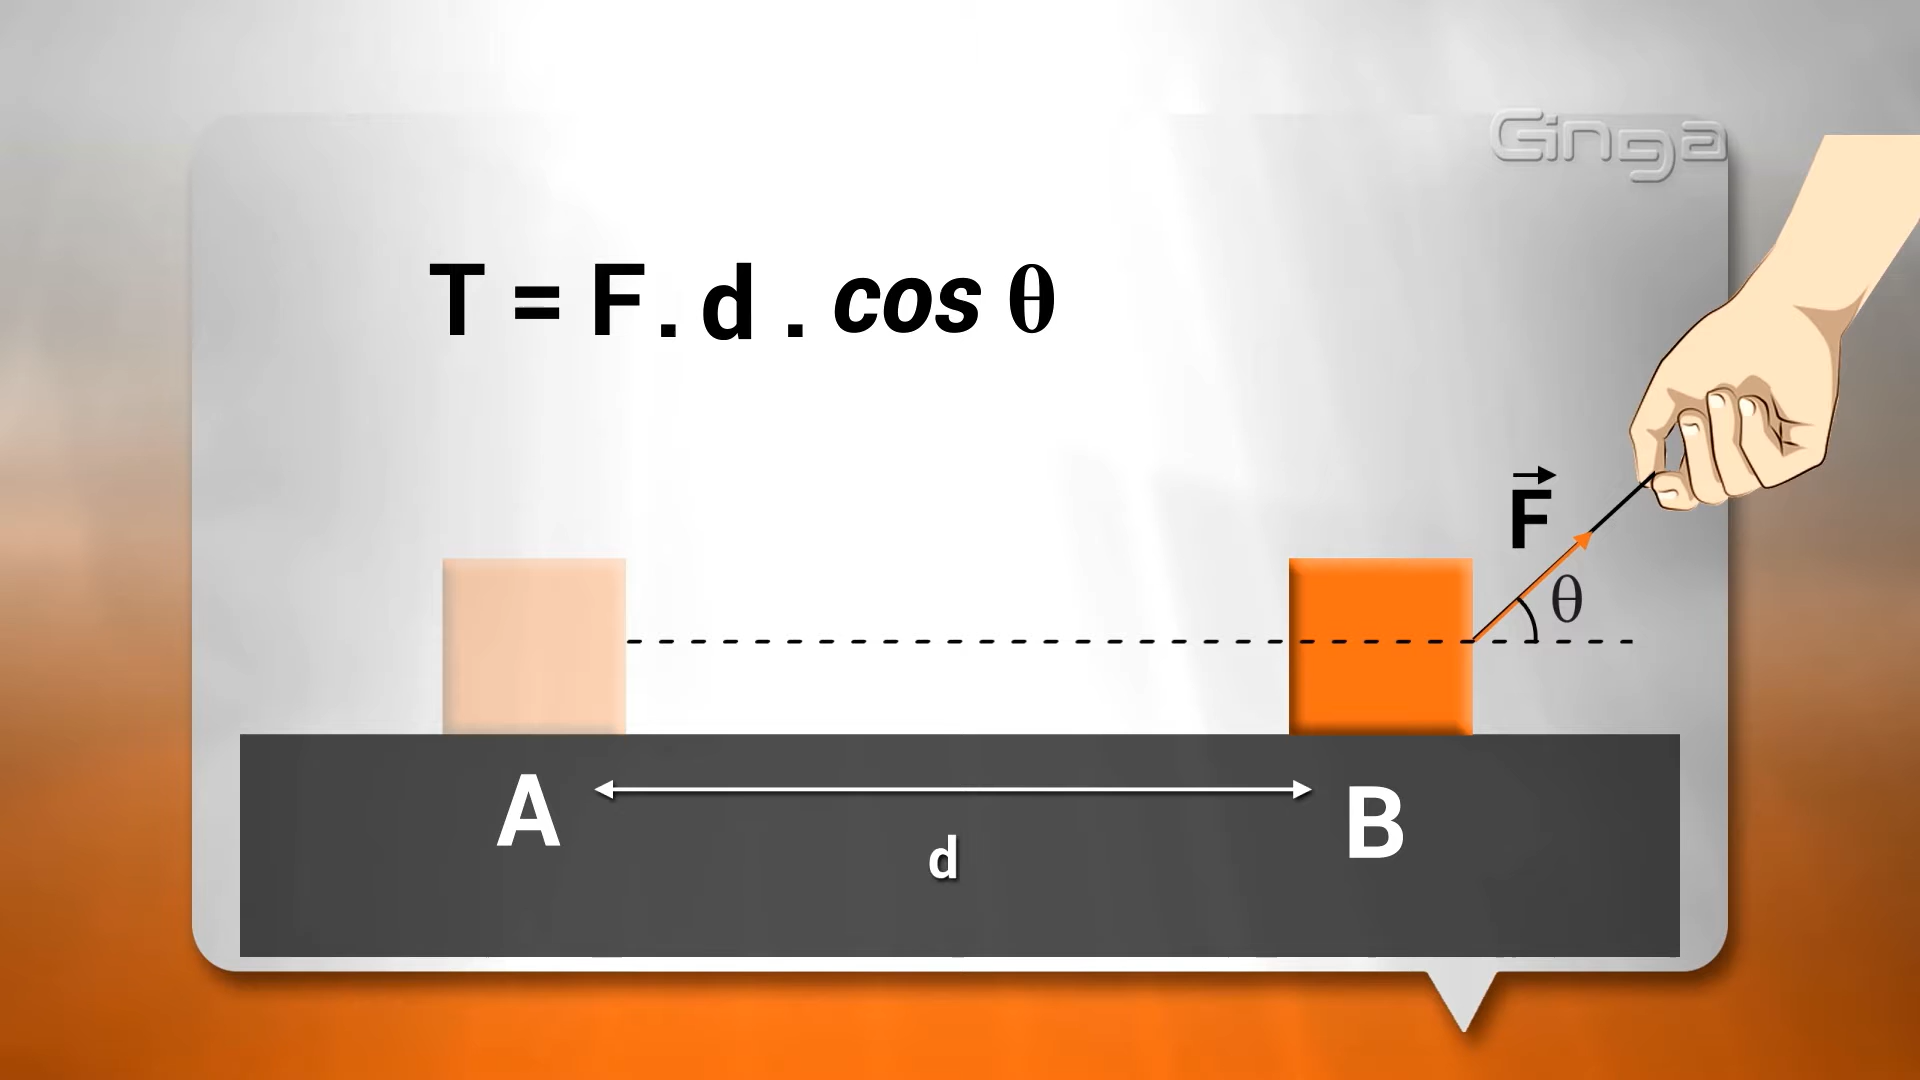 Ginga
T = F . d . cos θ
F
θ
A
B
d